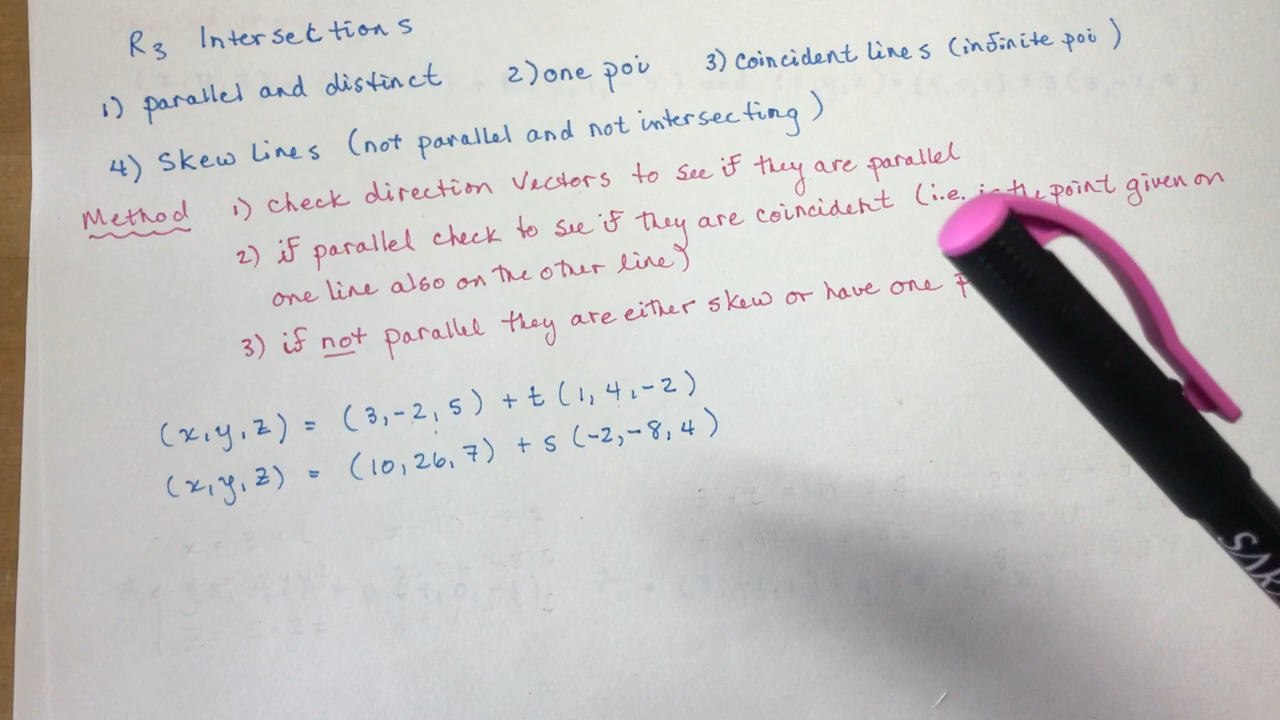 R3 Intersections
1) parallel and distinct 2) one poi 3) coincident lines (infinite poi)
4) Skew Lines (not parallel and not intersecting)
Method 1) check direction Vectors to see if they are parallel
2) if parallel check to see if they are coincident (i.e. is the point given on
one line also on the other line)
3) if not parallel they are either skew or have one
(x,y,z) = (3,-2,5) + t (1,4,-2)
(x,y,z) = (10,26,7) + s (-2,-8,4)